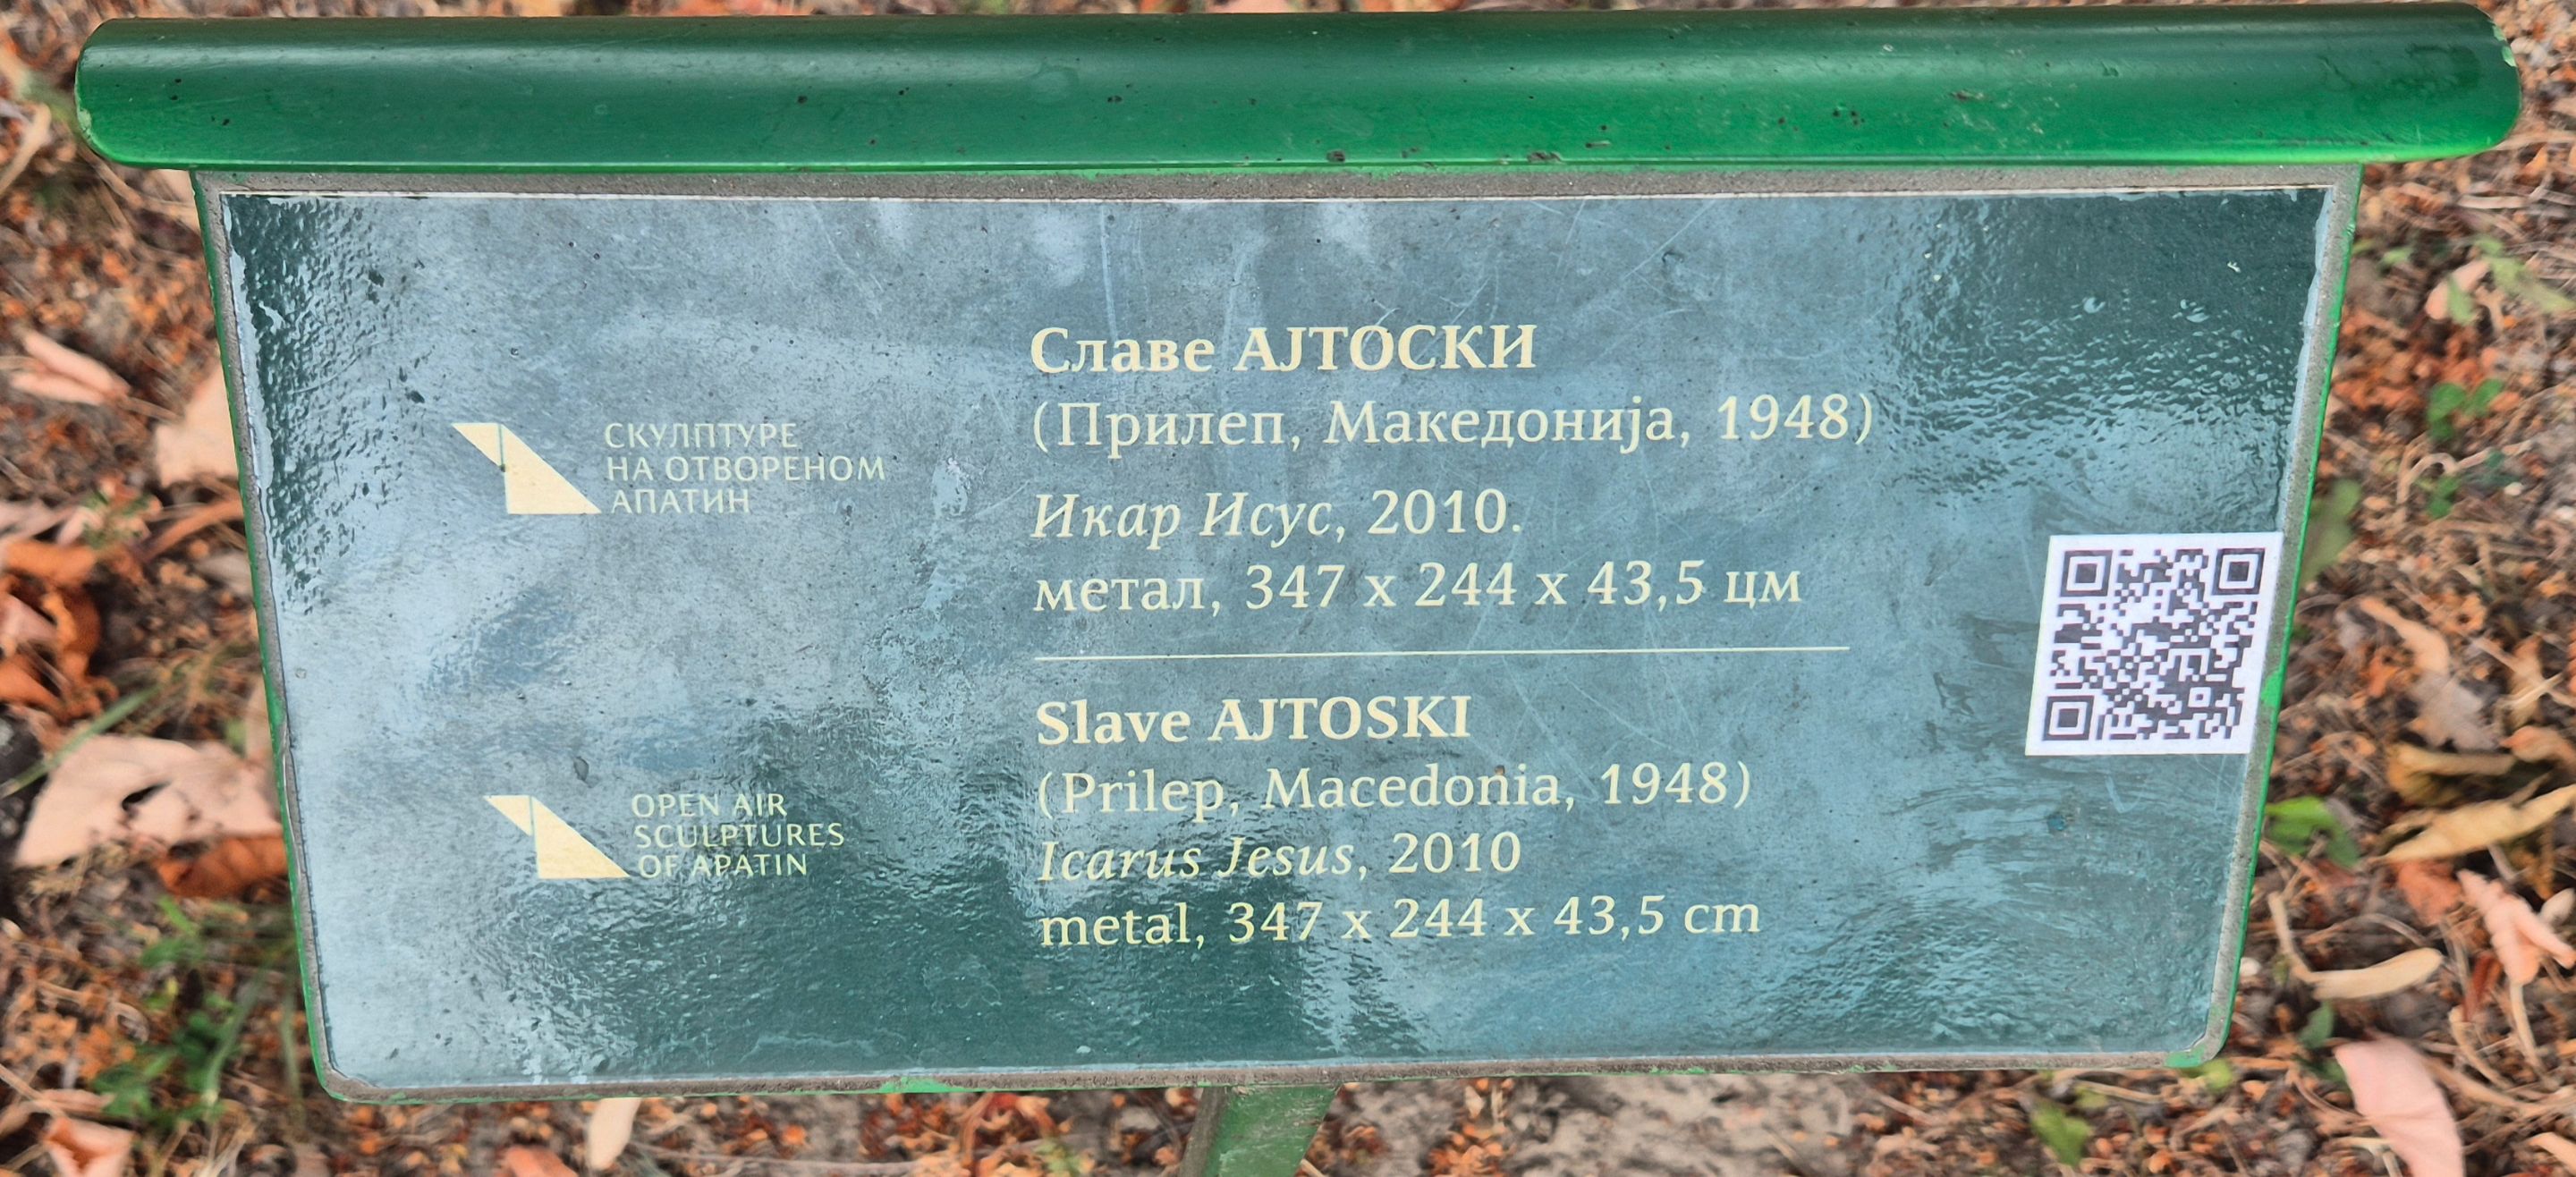 СКУЛПТУРЕ
НА ОТВОРЕНОМ
АПАТИН
Славе АЈТОСКИ
(Прилеп, Македонија, 1948)
Икар Исус, 2010.
метал, 347 x 244 x 43,5 цм
OPEN AIR
SCULPTURES
OF APATIN
Slave AJTOSKI
(Prilep, Macedonia, 1948)
Icarus Jesus, 2010
metal, 347 x 244 x 43,5 cm